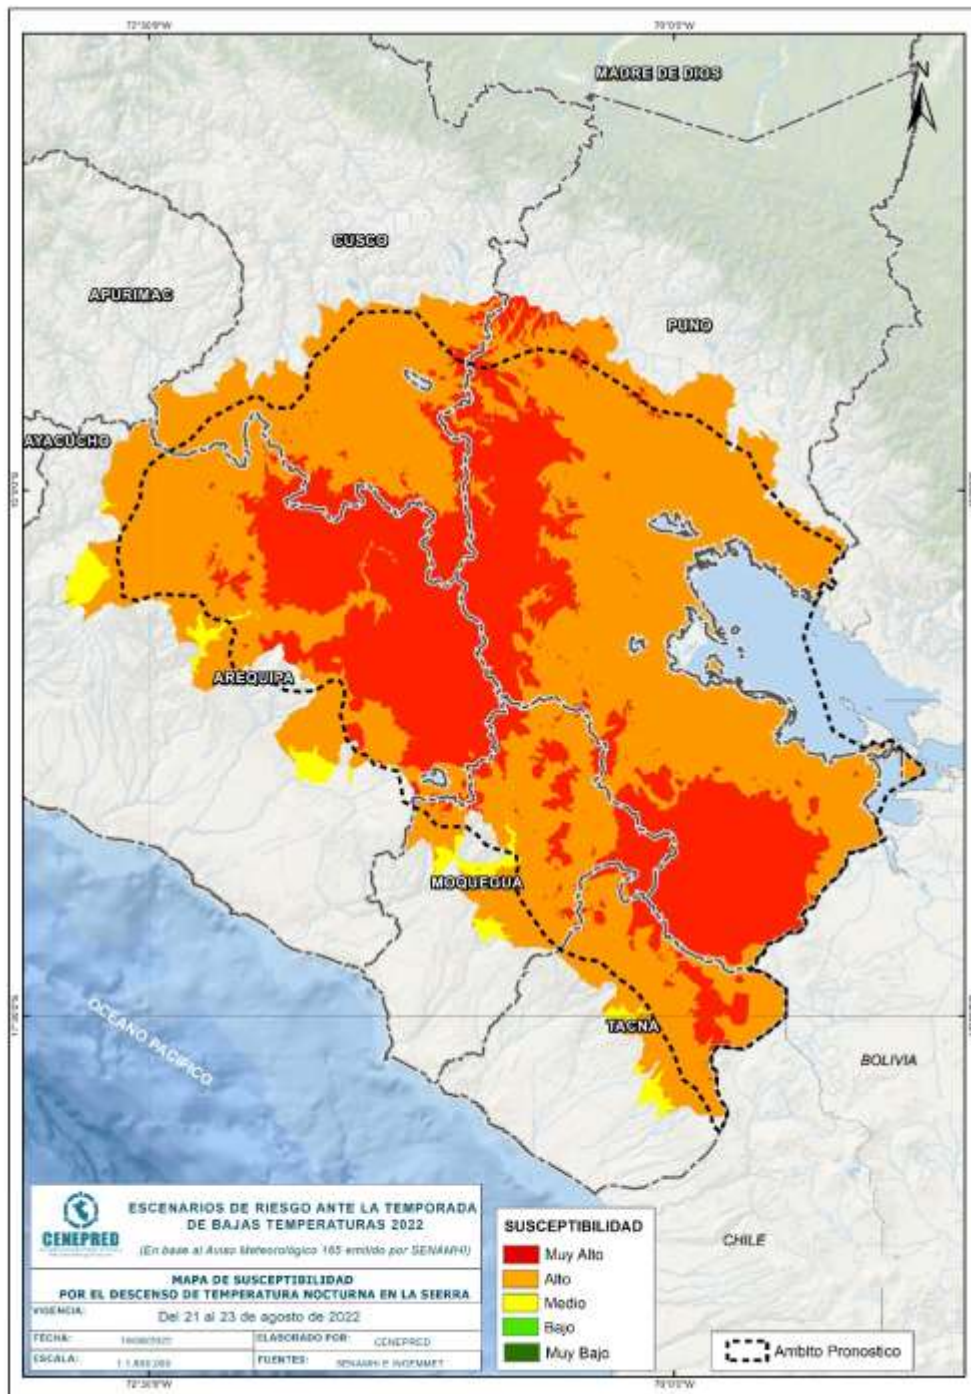 72°30'0"W
70°0'0"W
MADRE DE DIOS
N
CUSCO
APURIMAC
PUNO
AYACUCHO
AREQUIPA
MOQUEGUA
TACNA
OCEANO PACIFICO
BOLIVIA
CHILE
CENEPRED
ESCENARIOS DE RIESGO ANTE LA TEMPORADA
DE BAJAS TEMPERATURAS 2022
(En base al Aviso Meteorológico 165 emitido por SENAMHI)
MAPA DE SUSCEPTIBILIDAD
POR EL DESCENSO DE TEMPERATURA NOCTURNA EN LA SIERRA
VIGENCIA:
Del 21 al 23 de agosto de 2022
FECHA:
ELABORADO POR:
CENEPRED
ESCALA:
FUENTES:
SENAMHI E INGEMMET
SUSCEPTIBILIDAD
Muy Alto
Alto
Medio
Bajo
Muy Bajo
Ambito Pronostico
72°30'0"W
70°0'0"W